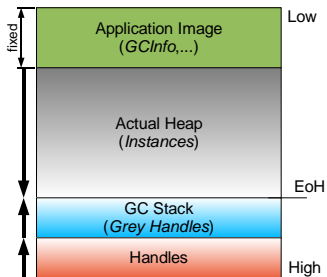 fixed
Application Image
(GCInfo,...)
Low
Actual Heap
(Instances)
EoH
GC Stack
(Grey Handles)
Handles
High